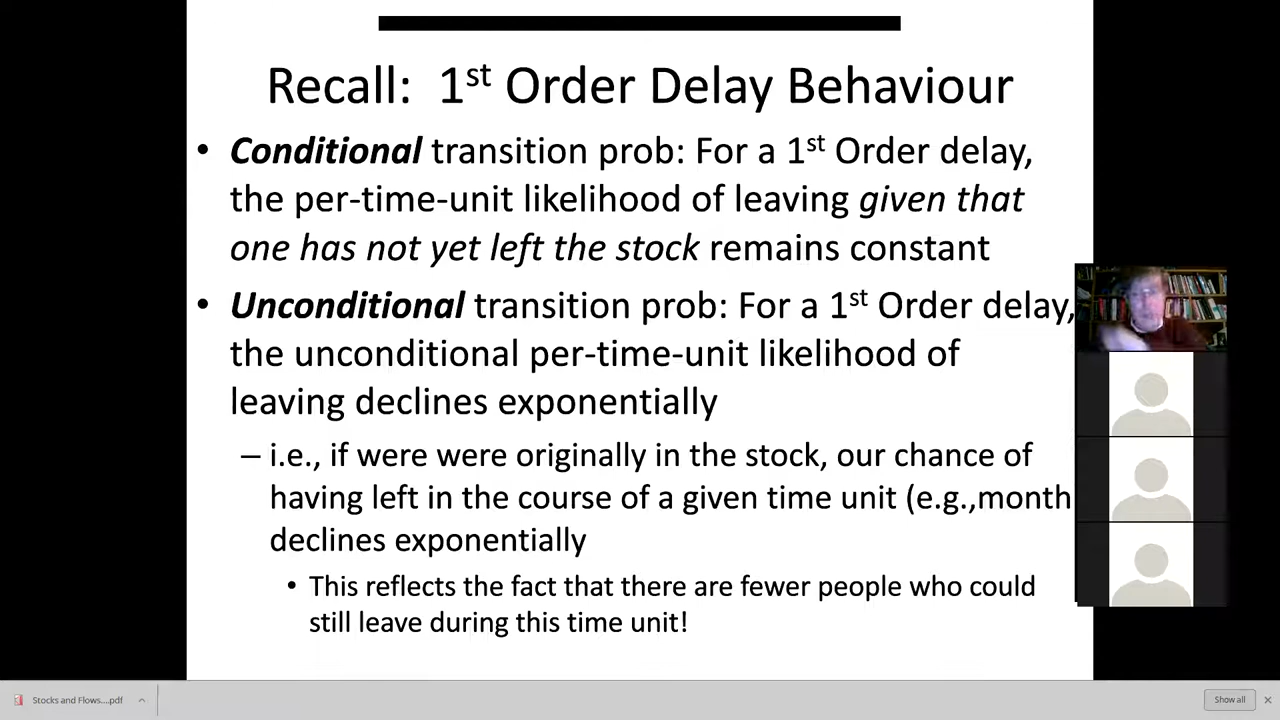 Recall: 1st Order Delay Behaviour
• Conditional transition prob: For a 1st Order delay,
the per-time-unit likelihood of leaving given that
one has not yet left the stock remains constant
• Unconditional transition prob: For a 1st Order delay,
the unconditional per-time-unit likelihood of
leaving declines exponentially
– i.e., if were were originally in the stock, our chance of
having left in the course of a given time unit (e.g.,month
declines exponentially
• This reflects the fact that there are fewer people who could
still leave during this time unit!
Stocks and Flows....pdf
Show all